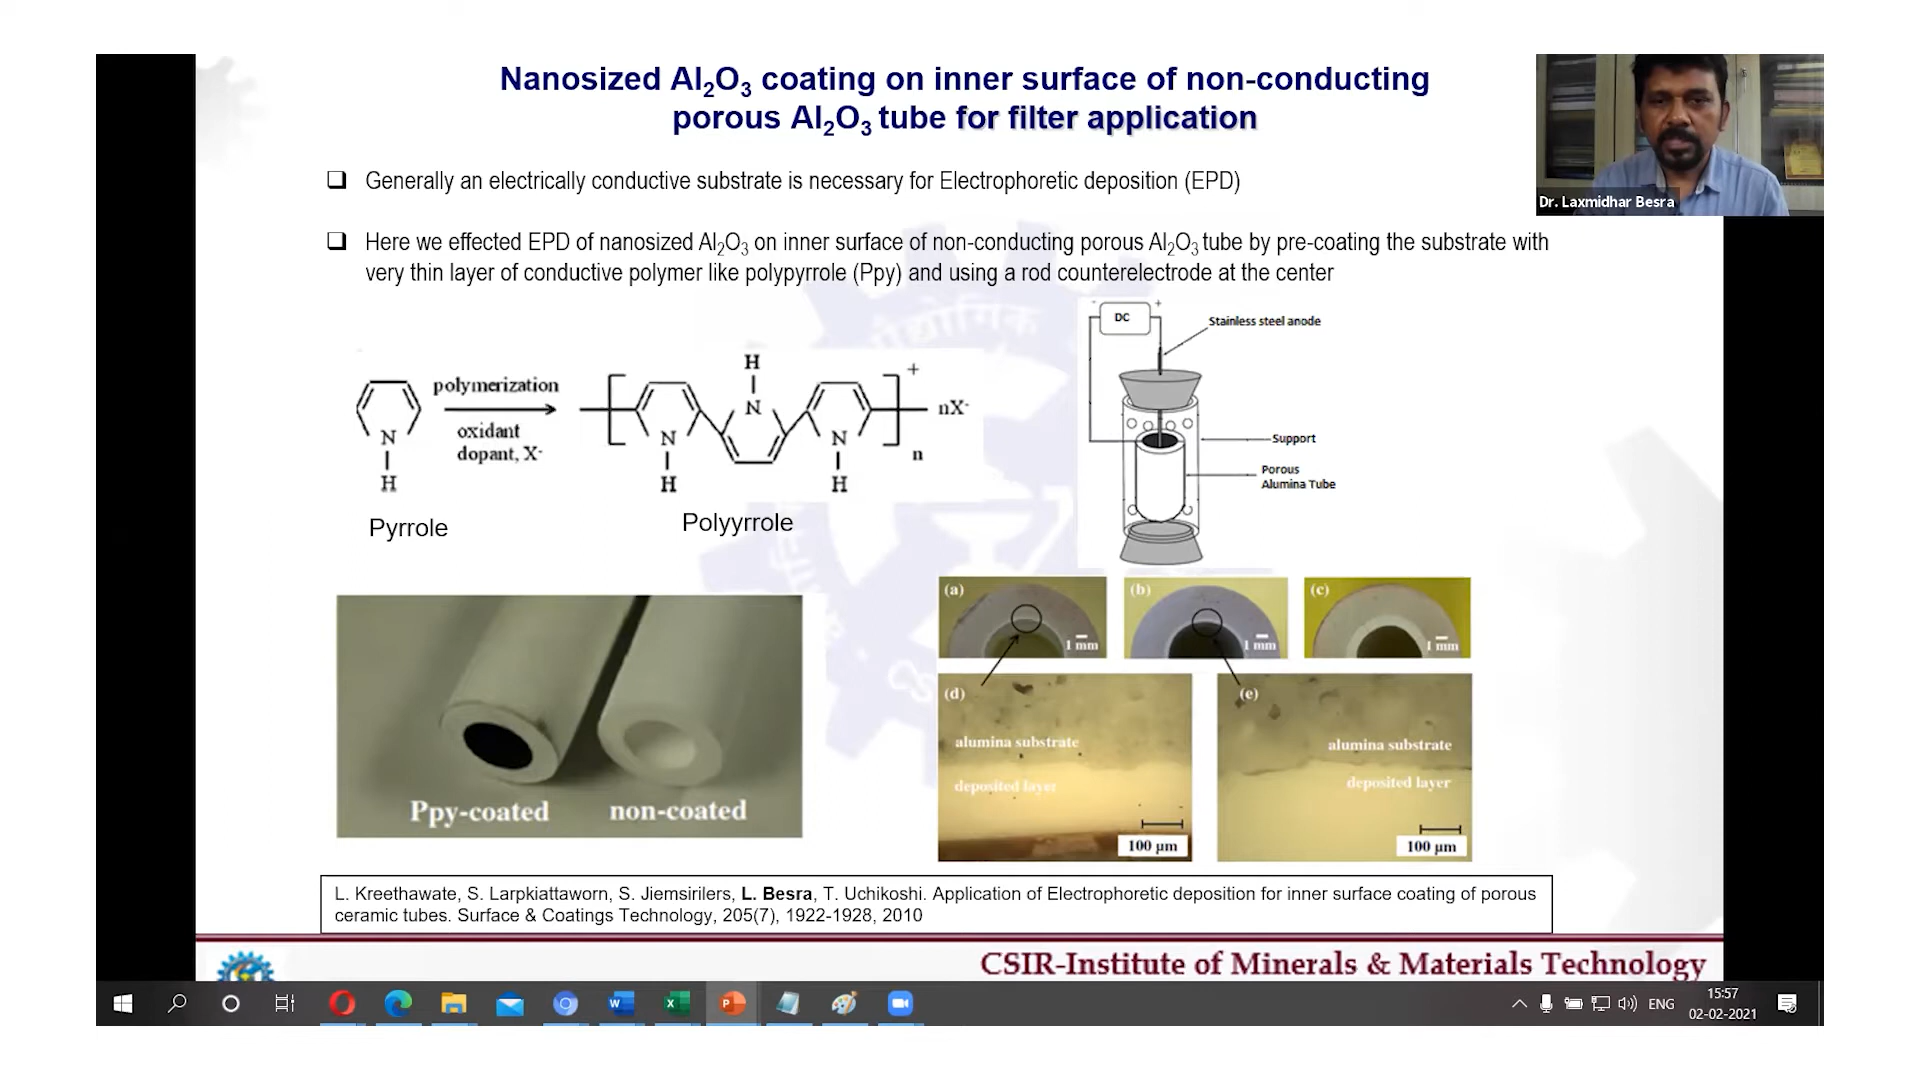 Nanosized Al₂O₃ coating on inner surface of non-conducting
porous Al₂O₃ tube for filter application
Dr. Laxmidhar Besra
Generally an electrically conductive substrate is necessary for Electrophoretic deposition (EPD)
Here we effected EPD of nanosized Al₂O₃ on inner surface of non-conducting porous Al₂O₃ tube by pre-coating the substrate with
very thin layer of conductive polymer like polypyrrole (Ppy) and using a rod counterelectrode at the center
- DC +
Stainless steel anode
Support
Porous
Alumina Tube
polymerization
oxidant
dopant, X⁻
N
H
H
N
N
H
N
H
+
n
nX⁻
Pyrrole
Polyyrrole
Ppy-coated
non-coated
(a)
1 mm
(b)
1 mm
(c)
1 mm
(d)
alumina substrate
deposited layer
100 μm
(e)
alumina substrate
deposited layer
100 μm
L. Kreethawate, S. Larpkiattaworn, S. Jiemsirilers, L. Besra, T. Uchikoshi. Application of Electrophoretic deposition for inner surface coating of porous
ceramic tubes. Surface & Coatings Technology, 205(7), 1922-1928, 2010
CSIR-Institute of Minerals & Materials Technology
ENG
15:57
02-02-2021